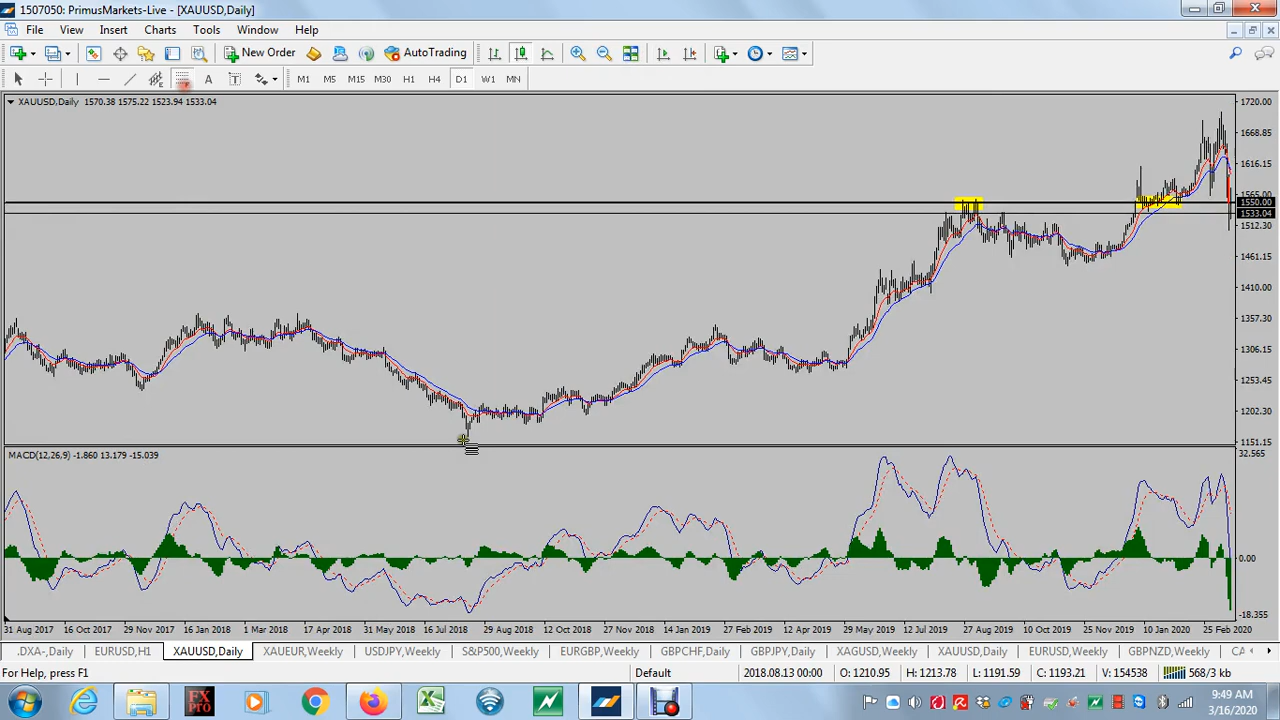 1507050: PrimusMarkets-Live - [XAUUSD,Daily]
File View Insert Charts Tools Window Help
New Order AutoTrading
A T M1 M5 M15 M30 H1 H4 D1 W1 MN
XAUUSD,Daily 1570.38 1575.22 1523.94 1533.04
1720.00
1668.85
1616.15
1565.00
1550.00
1533.04
1512.30
1461.15
1410.00
1357.30
1306.15
1253.45
1202.30
1151.15
MACD(12,26,9) -1.860 13.179 -15.039
32.565
0.00
-18.355
31 Aug 2017 16 Oct 2017 29 Nov 2017 16 Jan 2018 1 Mar 2018 17 Apr 2018 31 May 2018 16 Jul 2018 29 Aug 2018 12 Oct 2018 27 Nov 2018 14 Jan 2019 27 Feb 2019 12 Apr 2019 29 May 2019 12 Jul 2019 27 Aug 2019 10 Oct 2019 25 Nov 2019 10 Jan 2020 25 Feb 2020
.DXA-,Daily EURUSD,H1 XAUUSD,Daily XAUEUR,Weekly USDJPY,Weekly S&P500,Weekly EURGBP,Weekly GBPCHF,Daily GBPJPY,Daily XAGUSD,Weekly XAUUSD,Daily EURUSD,Weekly GBPNZD,Weekly CA
For Help, press F1 Default 2018.08.13 00:00 O: 1210.95 H: 1213.78 L: 1191.59 C: 1193.21 V: 154538 568/3 kb
FX PRO
9:49 AM
3/16/2020